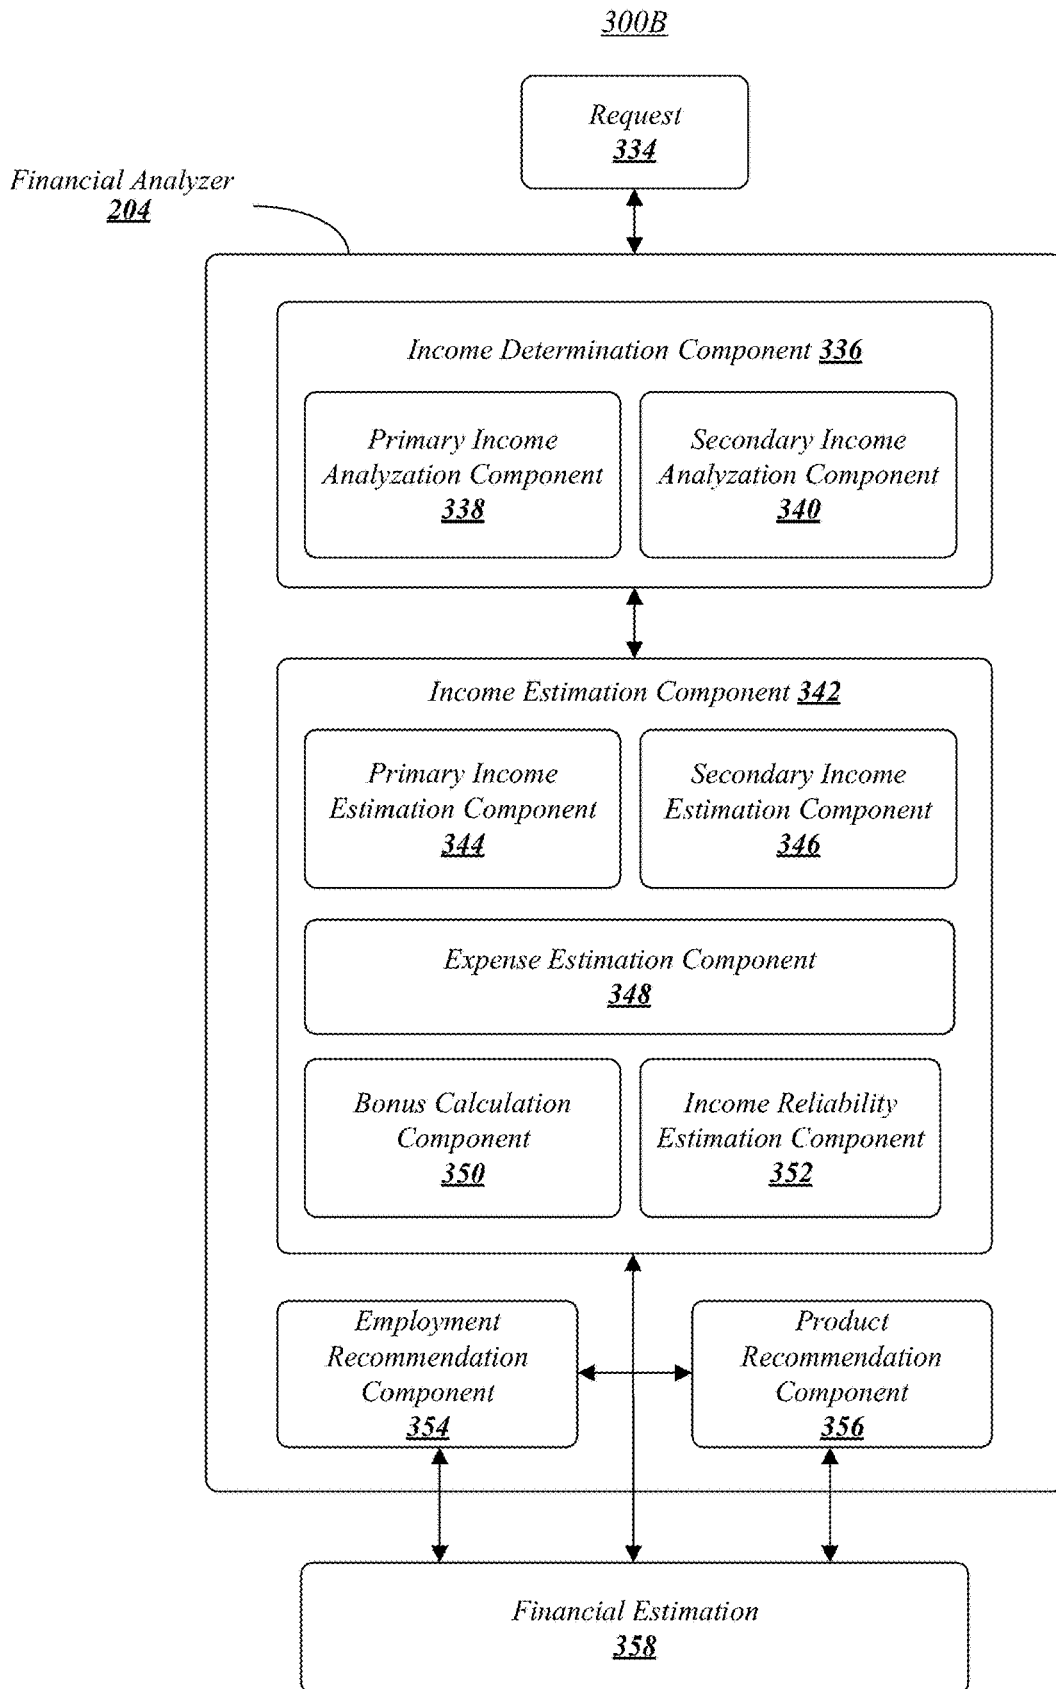 300B
Request
334
Financial Analyzer
204
Income Determination Component 336
Primary Income
Analyzation Component
338
Secondary Income
Analyzation Component
340
Income Estimation Component 342
Primary Income
Estimation Component
344
Secondary Income
Estimation Component
346
Expense Estimation Component
348
Bonus Calculation
Component
350
Income Reliability
Estimation Component
352
Employment
Recommendation
Component
354
Product
Recommendation
Component
356
Financial Estimation
358